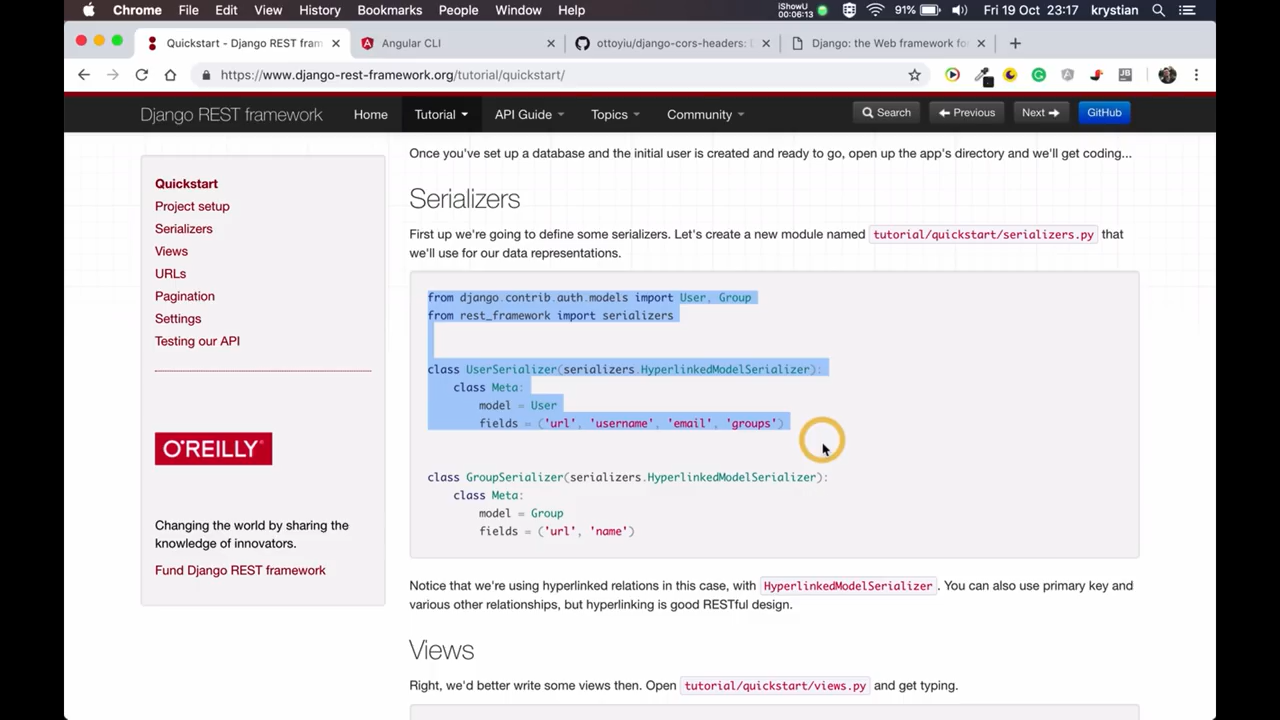 Chrome File Edit View History Bookmarks People Window Help iShowU 00:06:13 91% Fri 19 Oct 23:17 krystian
Quickstart - Django REST fram Angular CLI ottoyiu/django-cors-headers: Django: the Web framework for
https://www.django-rest-framework.org/tutorial/quickstart/
Django REST framework Home Tutorial API Guide Topics Community Search Previous Next GitHub
Once you've set up a database and the initial user is created and ready to go, open up the app's directory and we'll get coding...
Quickstart
Project setup
Serializers
Views
URLs
Pagination
Settings
Testing our API
O'REILLY
Changing the world by sharing the
knowledge of innovators.
Fund Django REST framework
Serializers
First up we're going to define some serializers. Let's create a new module named tutorial/quickstart/serializers.py that
we'll use for our data representations.
from django.contrib.auth.models import User, Group
from rest_framework import serializers
class UserSerializer(serializers.HyperlinkedModelSerializer):
class Meta:
model = User
fields = ('url', 'username', 'email', 'groups')
class GroupSerializer(serializers.HyperlinkedModelSerializer):
class Meta:
model = Group
fields = ('url', 'name')
Notice that we're using hyperlinked relations in this case, with HyperlinkedModelSerializer. You can also use primary key and
various other relationships, but hyperlinking is good RESTful design.
Views
Right, we'd better write some views then. Open tutorial/quickstart/views.py and get typing.